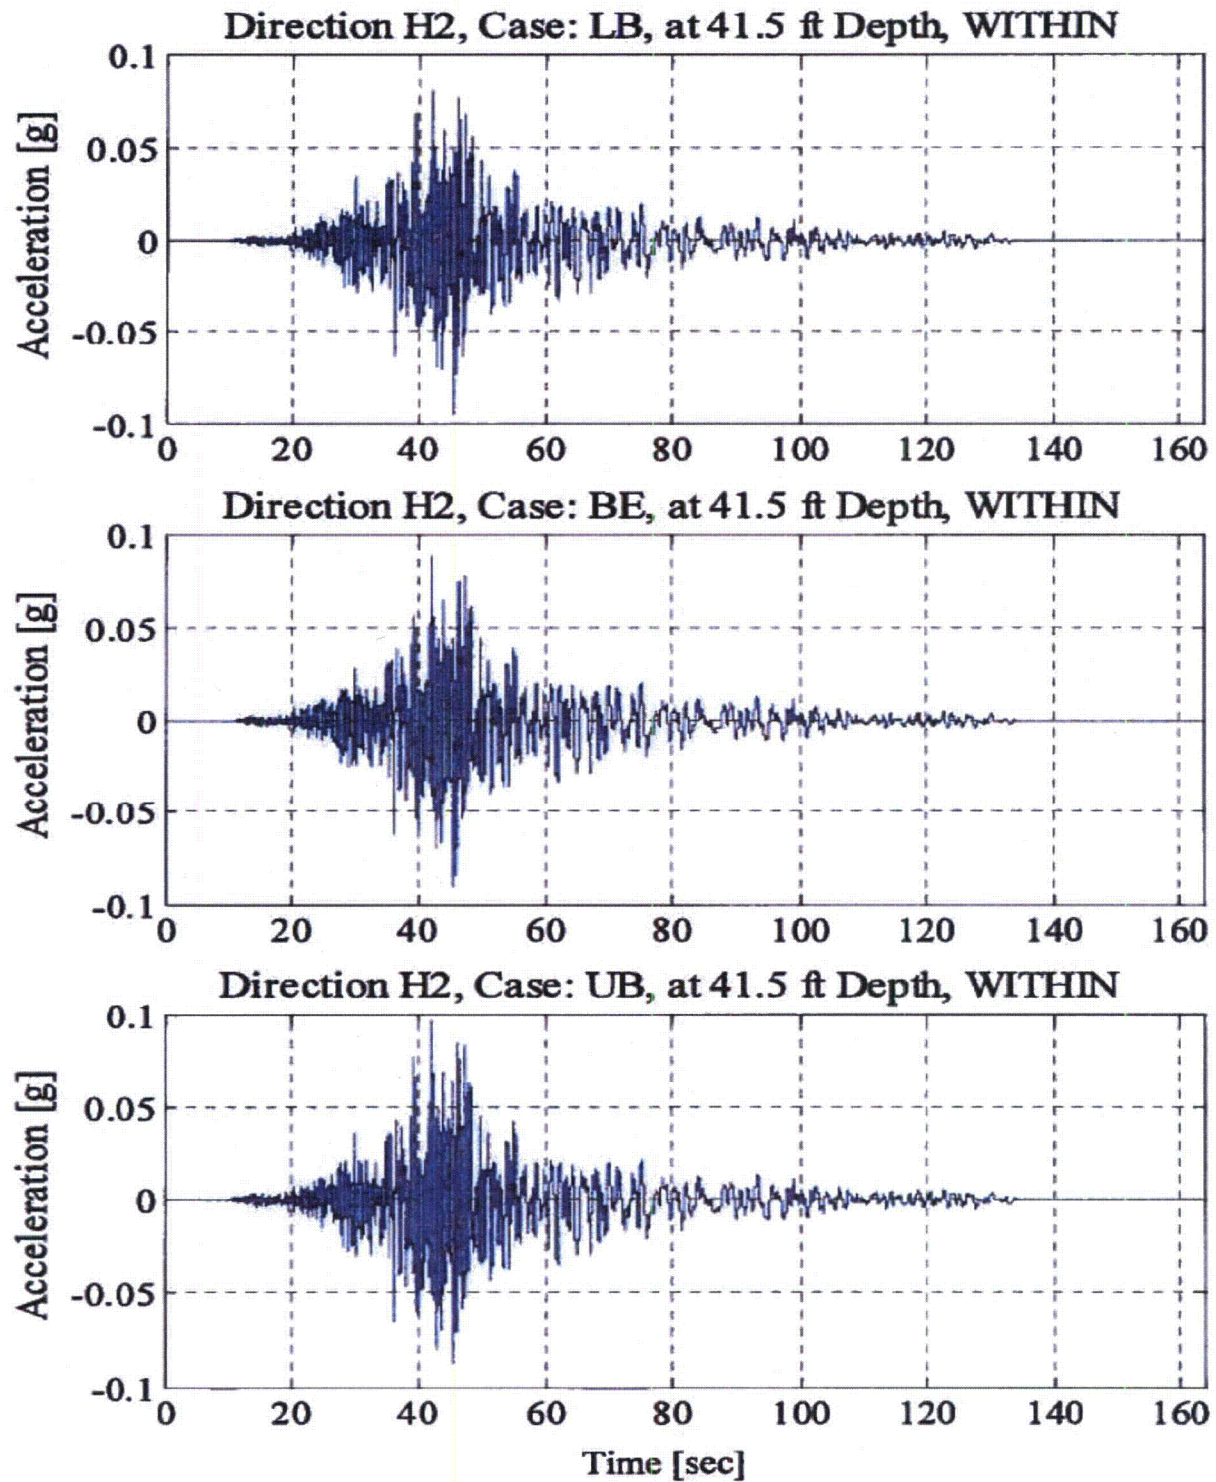 Direction H2, Case: LB, at 41.5 ft Depth, WITHIN
0.1
0.05
0
-0.05
-0.1
Acceleration [g]
0 20 40 60 80 100 120 140 160
Direction H2, Case: BE, at 41.5 ft Depth, WITHIN
0.1
0.05
0
-0.05
-0.1
Acceleration [g]
0 20 40 60 80 100 120 140 160
Direction H2, Case: UB, at 41.5 ft Depth, WITHIN
0.1
0.05
0
-0.05
-0.1
Acceleration [g]
0 20 40 60 80 100 120 140 160
Time [sec]